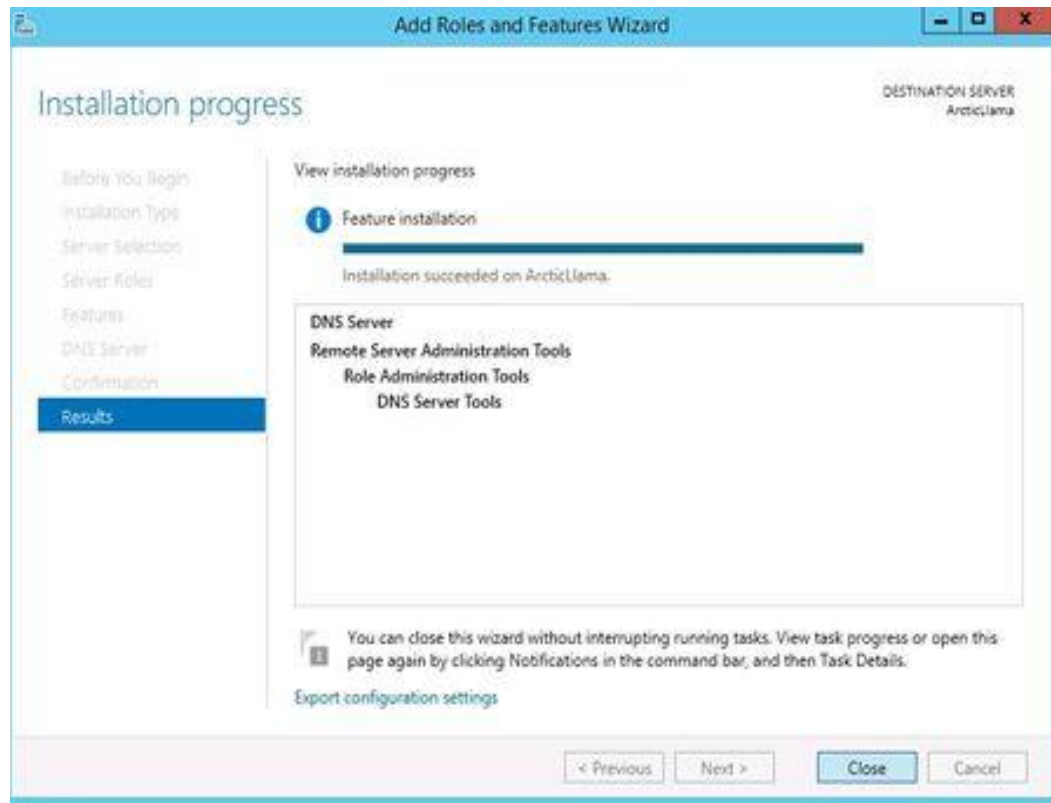 Add Roles and Features Wizard
Installation progress
DESTINATION SERVER
ArcticLlama
Before You Begin
Installation Type
Server Selection
Server Roles
Features
DNS Server
Confirmation
Results
View installation progress
Feature installation
Installation succeeded on ArcticLlama.
DNS Server
Remote Server Administration Tools
Role Administration Tools
DNS Server Tools
You can close this wizard without interrupting running tasks. View task progress or open this
page again by clicking Notifications in the command bar, and then Task Details.
Export configuration settings
< Previous
Next >
Close
Cancel